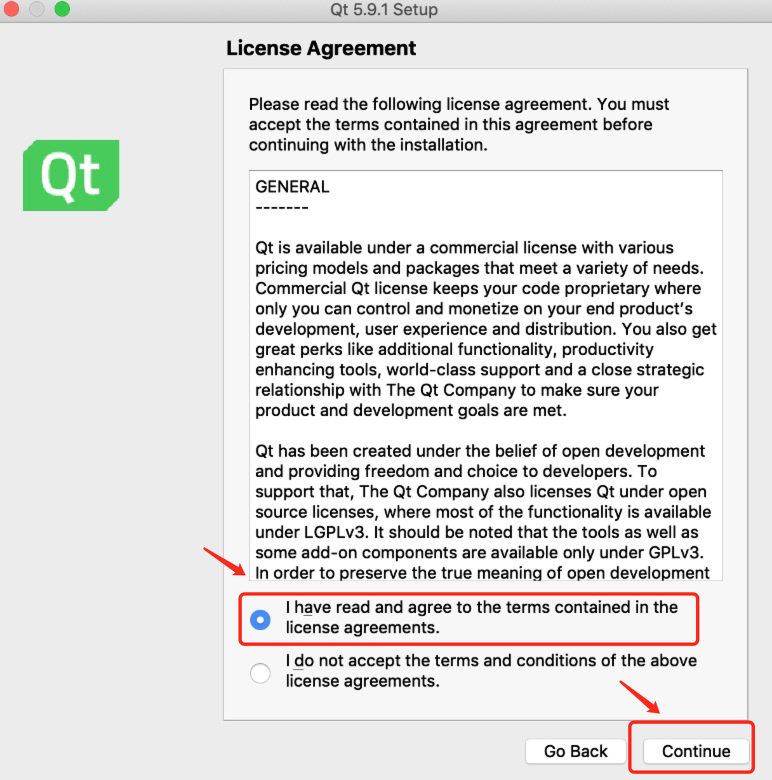 Qt 5.9.1 Setup
License Agreement
Please read the following license agreement. You must
accept the terms contained in this agreement before
continuing with the installation.
Qt
GENERAL
-------
Qt is available under a commercial license with various
pricing models and packages that meet a variety of needs.
Commercial Qt license keeps your code proprietary where
only you can control and monetize on your end product's
development, user experience and distribution. You also get
great perks like additional functionality, productivity
enhancing tools, world-class support and a close strategic
relationship with The Qt Company to make sure your
product and development goals are met.
Qt has been created under the belief of open development
and providing freedom and choice to developers. To
support that, The Qt Company also licenses Qt under open
source licenses, where most of the functionality is available
under LGPLv3. It should be noted that the tools as well as
some add-on components are available only under GPLv3.
In order to preserve the true meaning of open development
I have read and agree to the terms contained in the
license agreements.
I do not accept the terms and conditions of the above
license agreements.
Go Back
Continue